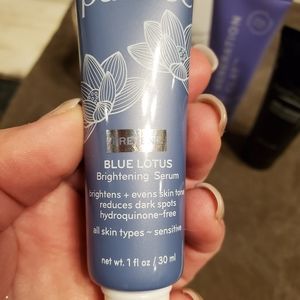 BLUE LOTUS
Brightening Serum
brightens + evens skin tone
reduces dark spots
hydroquinone-free
all skin types ~ sensitive
net wt. 1 fl oz / 30 ml